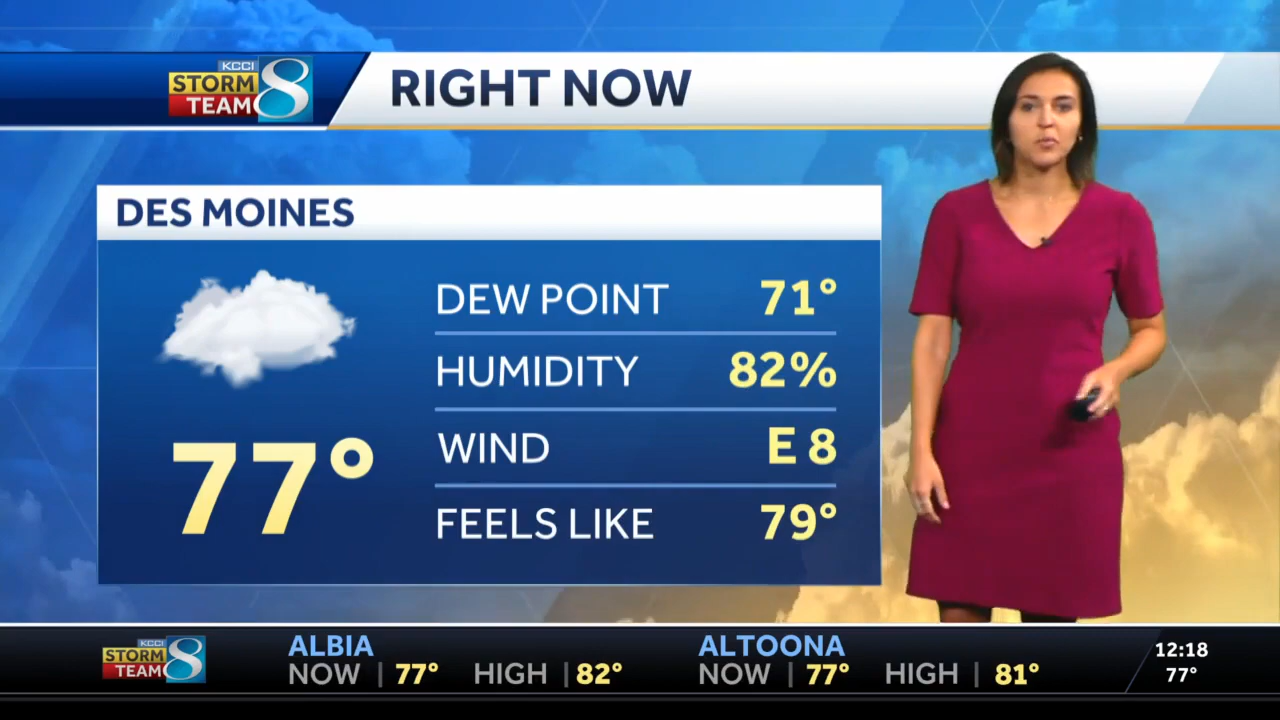 KCCI
STORM
TEAM 8
RIGHT NOW
DES MOINES
77°
DEW POINT 71°
HUMIDITY 82%
WIND E 8
FEELS LIKE 79°
KCCI
STORM
TEAM 8
ALBIA
NOW | 77° HIGH | 82°
ALTOONA
NOW | 77° HIGH | 81°
12:18
77°